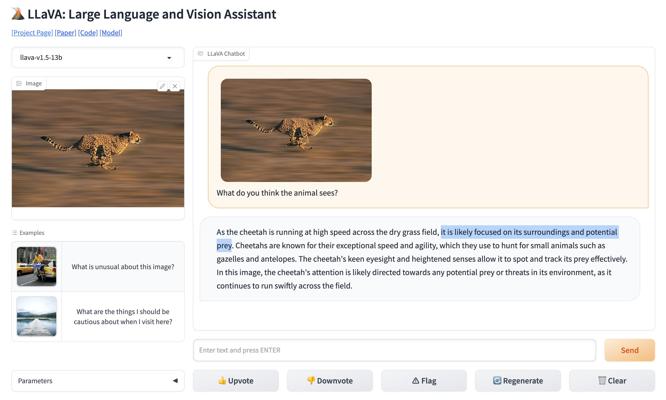 🌋 LLaVA: Large Language and Vision Assistant
[Project Page] [Paper] [Code] [Model]
llava-v1.5-13b
Image
Examples
What is unusual about this image?
What are the things I should be
cautious about when I visit here?
Parameters
LLaVA Chatbot
What do you think the animal sees?
As the cheetah is running at high speed across the dry grass field, it is likely focused on its surroundings and potential
prey. Cheetahs are known for their exceptional speed and agility, which they use to hunt for small animals such as
gazelles and antelopes. The cheetah's keen eyesight and heightened senses allow it to spot and track its prey effectively.
In this image, the cheetah's attention is likely directed towards any potential prey or threats in its environment, as it
continues to run swiftly across the field.
Enter text and press ENTER
Send
👍 Upvote
👎 Downvote
⚠️ Flag
🔄 Regenerate
🗑️ Clear